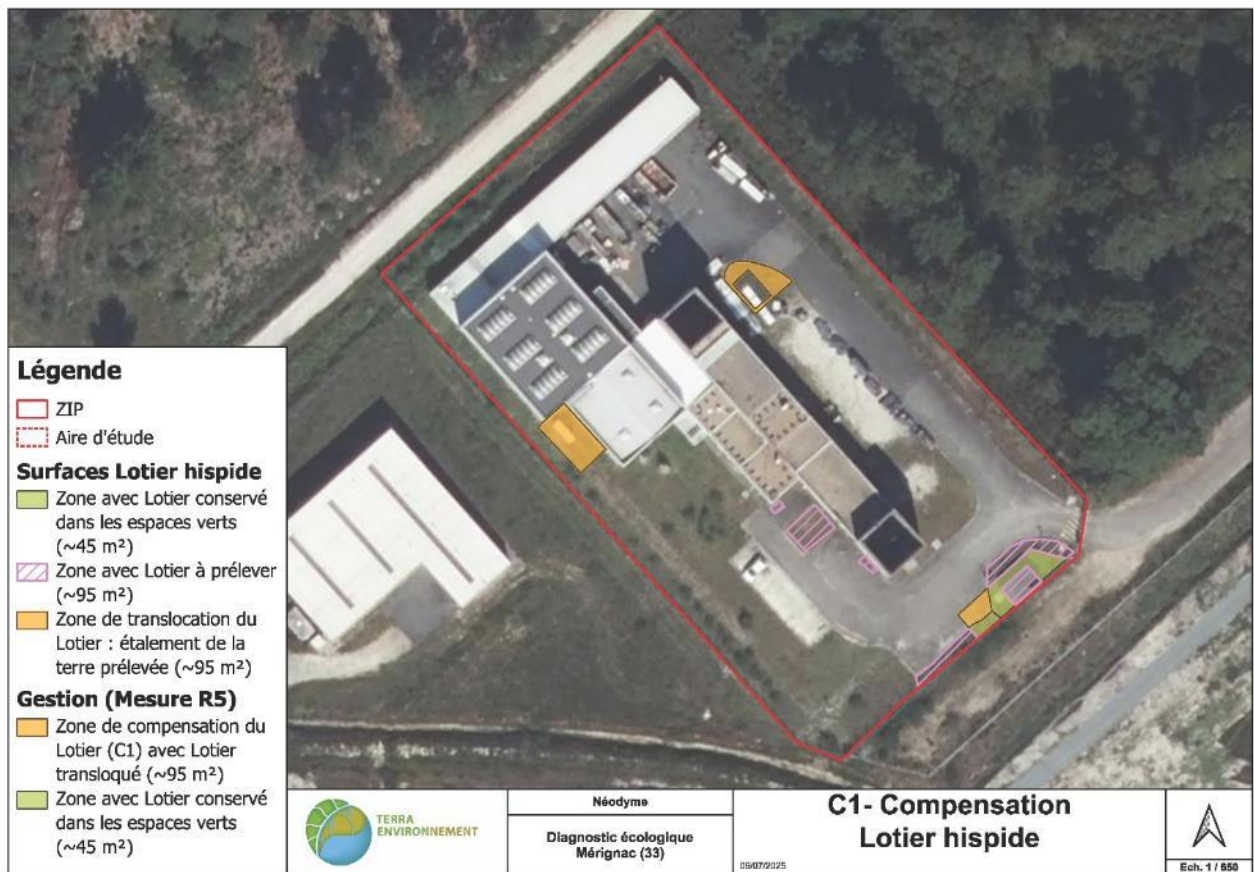 Légende
ZIP
Aire d'étude
Surfaces Lotier hispide
Zone avec Lotier conservé
dans les espaces verts
(~45 m²)
Zone avec Lotier à prélever
(~95 m²)
Zone de translocation du
Lotier : étalement de la
terre prélevée (~95 m²)
Gestion (Mesure R5)
Zone de compensation du
Lotier (C1) avec Lotier
transloqué (~95 m²)
Zone avec Lotier conservé
dans les espaces verts
(~45 m²)
TERRA
ENVIRONNEMENT
Néodyme
Diagnostic écologique
Mérignac (33)
C1- Compensation
Lotier hispide
09/07/2025
Ech. 1 / 650